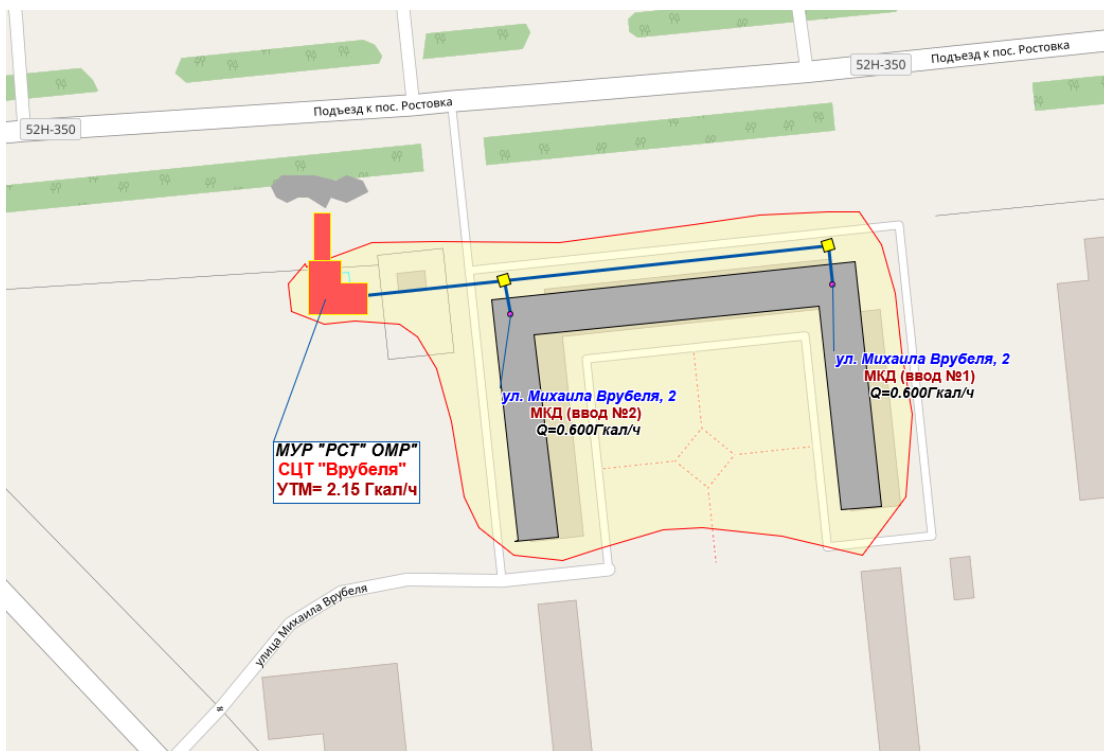 52Н-350
Подъезд к пос. Ростовка
Подъезд к пос. Ростовка
52Н-350
ул. Михаила Врубеля, 2
МКД (ввод №1)
Q=0.600Гкал/ч
ул. Михаила Врубеля, 2
МКД (ввод №2)
Q=0.600Гкал/ч
МУР "РСТ" ОМР"
СЦТ "Врубеля"
УТМ= 2.15 Гкал/ч
улица Михаила Врубеля